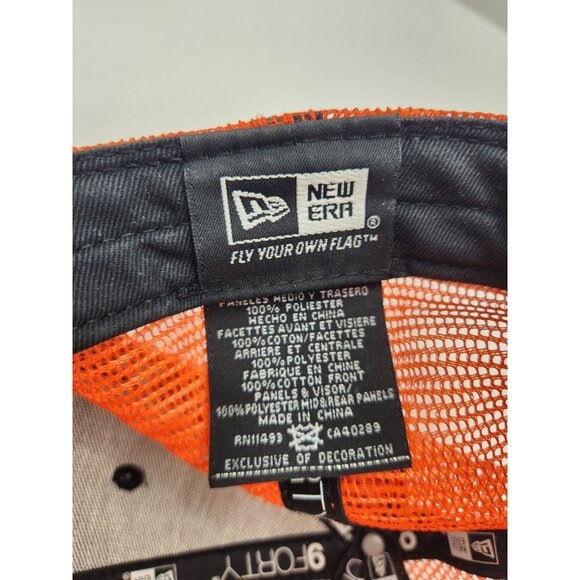 NEW
ERA®
FLY YOUR OWN FLAG™
PANELES MEDIO Y TRASERO
100% POLIESTER
HECHO EN CHINA
FACETTES AVANT ET VISIERE
100%COTON/FACETTES
ARRIERE ET CENTRALE
100%POLYESTER
FABRIQUE EN CHINE
100%COTTON FRONT
PANELS & VISOR/
100%POLYESTER MID&REAR PANELS
MADE IN CHINA
RN11493 CA40289
EXCLUSIVE OF DECORATION
9FORTY